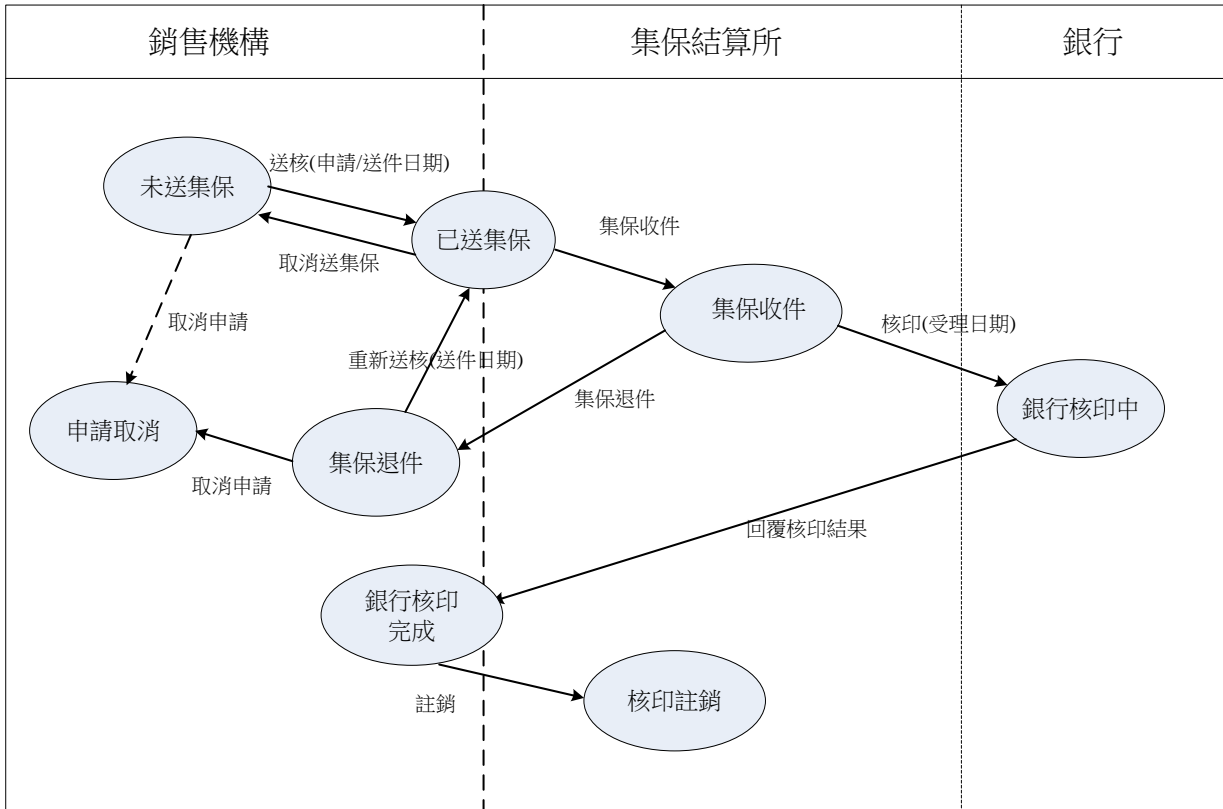 銷售機構
集保結算所
銀行
送核(申請/送件日期)
未送集保
已送集保
集保收件
取消送集保
集保收件
取消申請
核印(受理日期)
重新送核(送件日期)
集保退件
銀行核印中
申請取消
集保退件
取消申請
回覆核印結果
銀行核印
完成
註銷
核印註銷